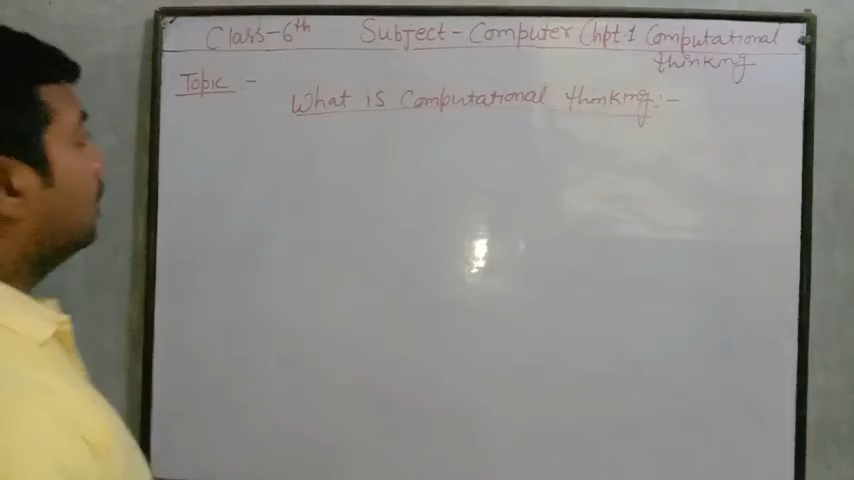 Class-6th Subject - Computer Chpt.1 Computational
thinking
Topic :-
What is Computational thinking :-